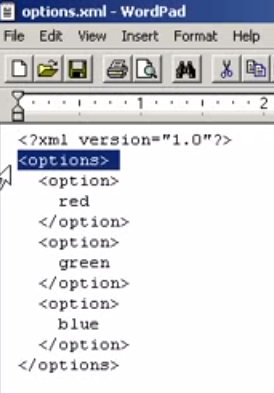 options.xml - WordPad
File Edit View Insert Format Help
1 2
<?xml version="1.0"?>
<options>
<option>
red
</option>
<option>
green
</option>
<option>
blue
</option>
</options>